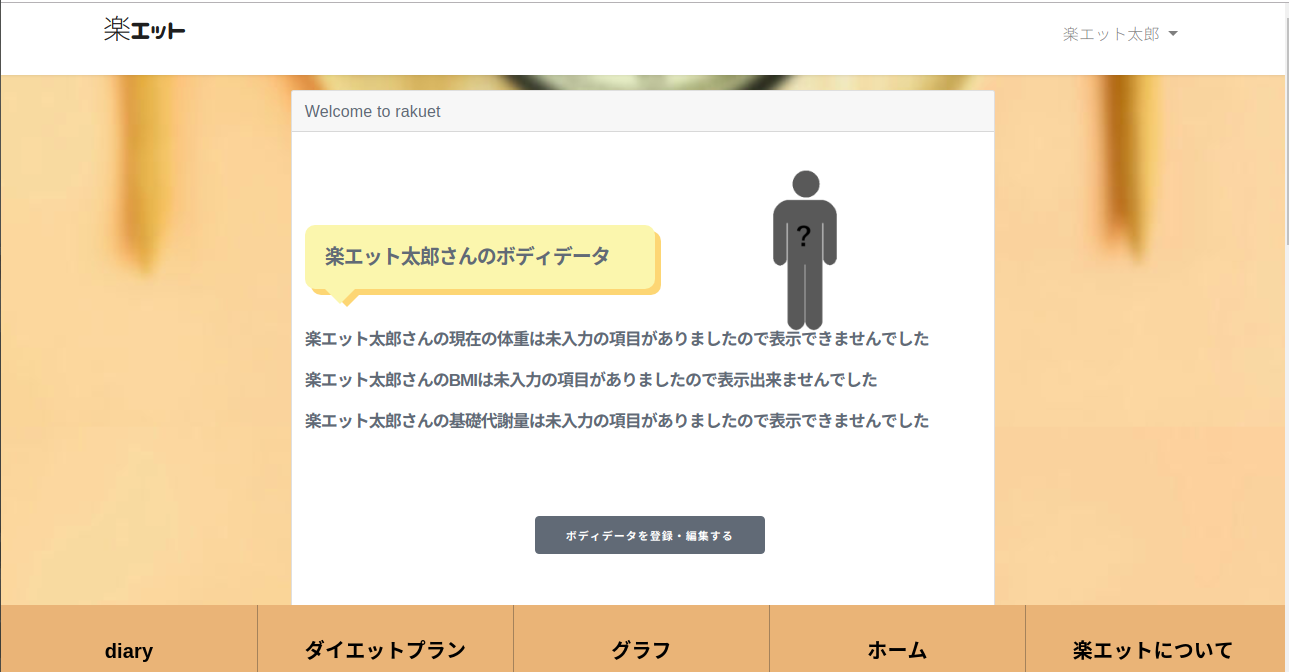 楽エット
楽エット太郎
Welcome to rakuet
?
楽エット太郎さんのボディデータ
楽エット太郎さんの現在の体重は未入力の項目がありましたので表示できませんでした
楽エット太郎さんのBMIは未入力の項目がありましたので表示出来ませんでした
楽エット太郎さんの基礎代謝量は未入力の項目がありましたので表示できませんでした
ボディデータを登録・編集する
diary
ダイエットプラン
グラフ
ホーム
楽エットについて